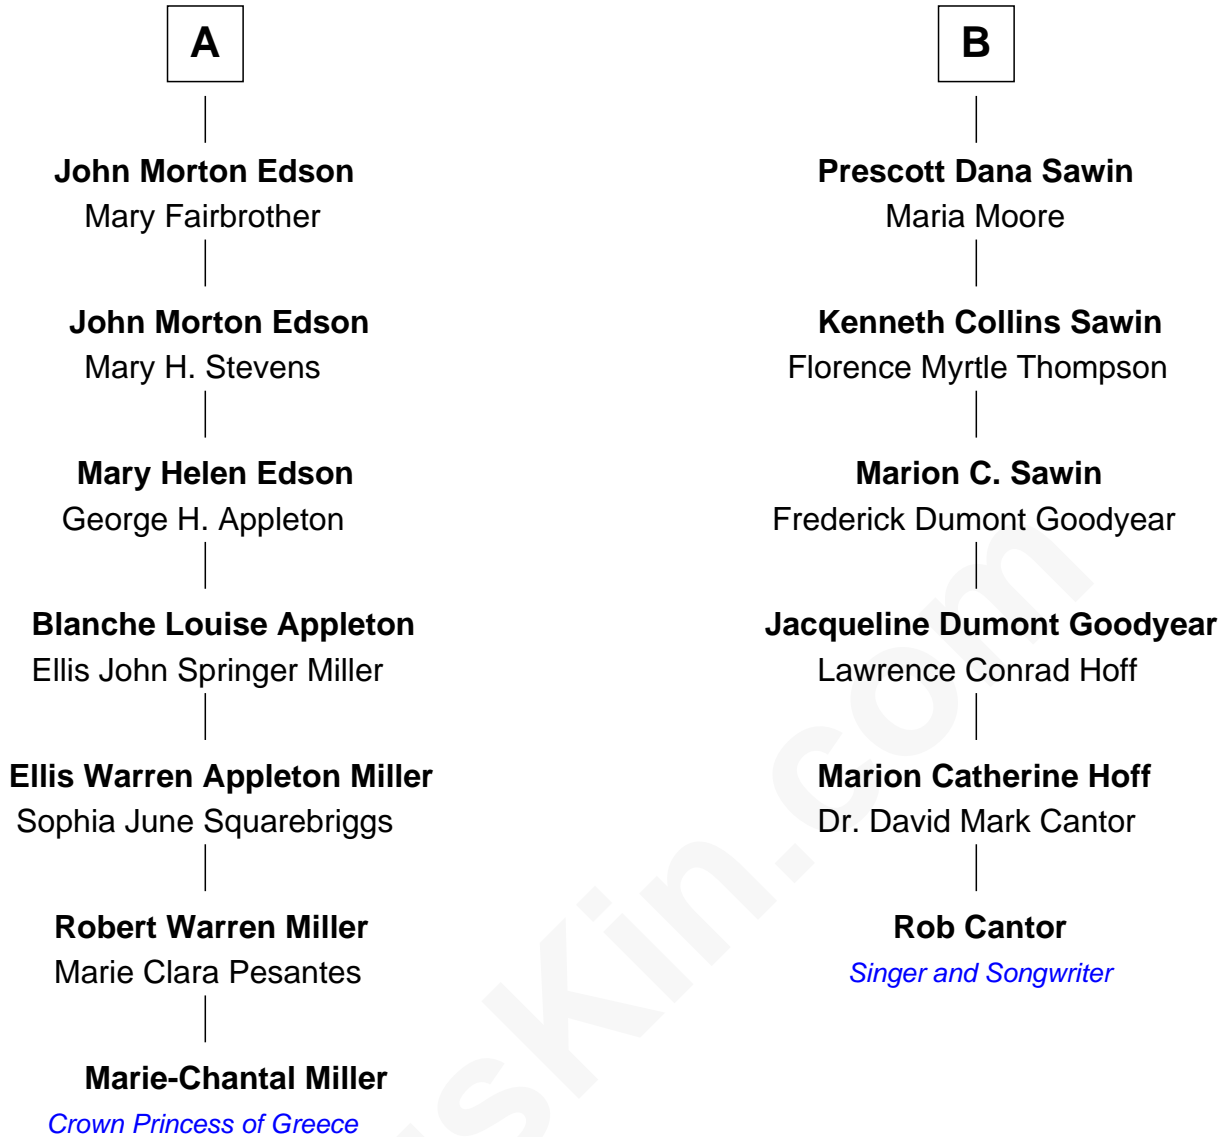 A
John Morton Edson
Mary Fairbrother
John Morton Edson
Mary H. Stevens
Mary Helen Edson
George H. Appleton
Blanche Louise Appleton
Ellis John Springer Miller
Ellis Warren Appleton Miller
Sophia June Squarebriggs
Robert Warren Miller
Marie Clara Pesantes
Marie-Chantal Miller
Crown Princess of Greece
B
Prescott Dana Sawin
Maria Moore
Kenneth Collins Sawin
Florence Myrtle Thompson
Marion C. Sawin
Frederick Dumont Goodyear
Jacqueline Dumont Goodyear
Lawrence Conrad Hoff
Marion Catherine Hoff
Dr. David Mark Cantor
Rob Cantor
Singer and Songwriter
sKin.com